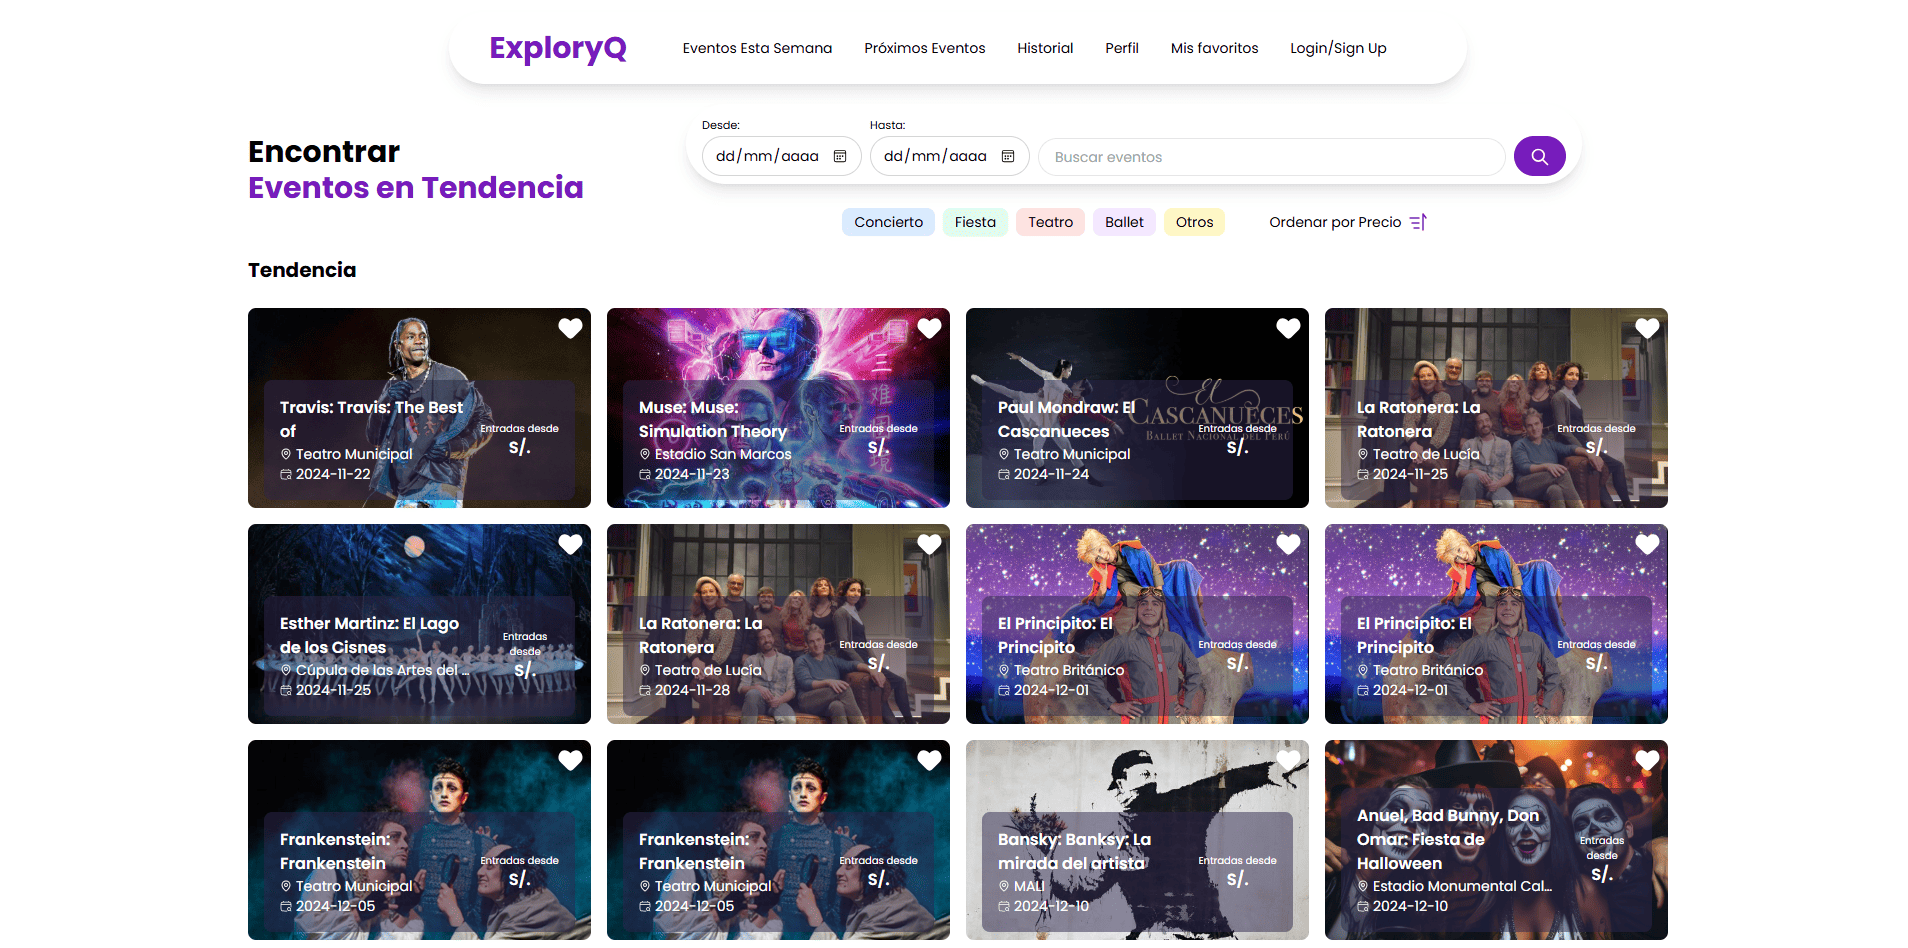 ExploryQ
Eventos Esta Semana
Próximos Eventos
Historial
Perfil
Mis favoritos
Login/Sign Up
Encontrar
Eventos en Tendencia
Desde:
dd/mm/aaaa
Hasta:
dd/mm/aaaa
Buscar eventos
Concierto
Fiesta
Teatro
Ballet
Otros
Ordenar por Precio
Tendencia
Travis: Travis: The Best
of
Teatro Municipal
2024-11-22
Entradas desde
S/.
Muse: Muse:
Simulation Theory
Estadio San Marcos
2024-11-23
Entradas desde
S/.
Paul Mondraw: El
Cascanueces
Teatro Municipal
2024-11-24
Entradas desde
S/.
El
Cascanueces
Ballet Nacional del Perú
La Ratonera: La
Ratonera
Teatro de Lucía
2024-11-25
Entradas desde
S/.
Esther Martinz: El Lago
de los Cisnes
Cúpula de las Artes del ...
2024-11-25
Entradas
desde
S/.
La Ratonera: La
Ratonera
Teatro de Lucía
2024-11-28
Entradas desde
S/.
El Principito: El
Principito
Teatro Británico
2024-12-01
Entradas desde
S/.
El Principito: El
Principito
Teatro Británico
2024-12-01
Entradas desde
S/.
Frankenstein:
Frankenstein
Teatro Municipal
2024-12-05
Entradas desde
S/.
Frankenstein:
Frankenstein
Teatro Municipal
2024-12-05
Entradas desde
S/.
Bansky: Banksy: La
mirada del artista
MALI
2024-12-10
Entradas desde
S/.
Anuel, Bad Bunny, Don
Omar: Fiesta de
Halloween
Estadio Monumental Cal...
2024-12-10
Entradas
desde
S/.